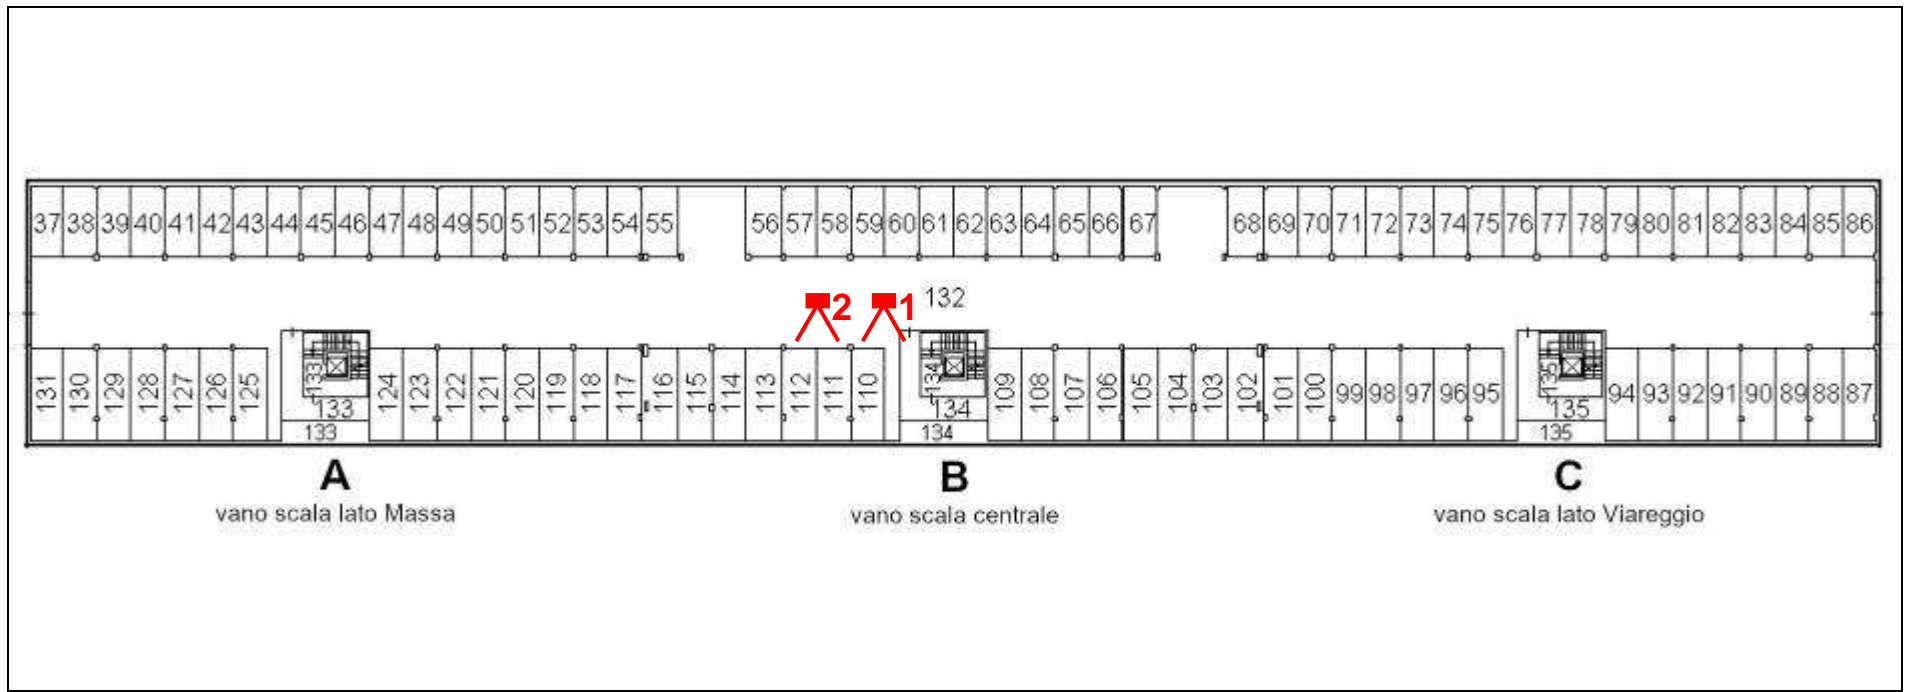 37 38 39 40 41 42 43 44 45 46 47 48 49 50 51 52 53 54 55 56 57 58 59 60 61 62 63 64 65 66 67 68 69 70 71 72 73 74 75 76 77 78 79 80 81 82 83 84 85 86
2 1 132
131 130 129 128 127 126 125 133 124 123 122 121 120 119 118 117 116 115 114 113 112 111 110 134 109 108 107 106 105 104 103 102 101 100 99 98 97 96 95 135 94 93 92 91 90 89 88 87
133 134 135
133 134 135
A B C
vano scala lato Massa vano scala centrale vano scala lato Viareggio